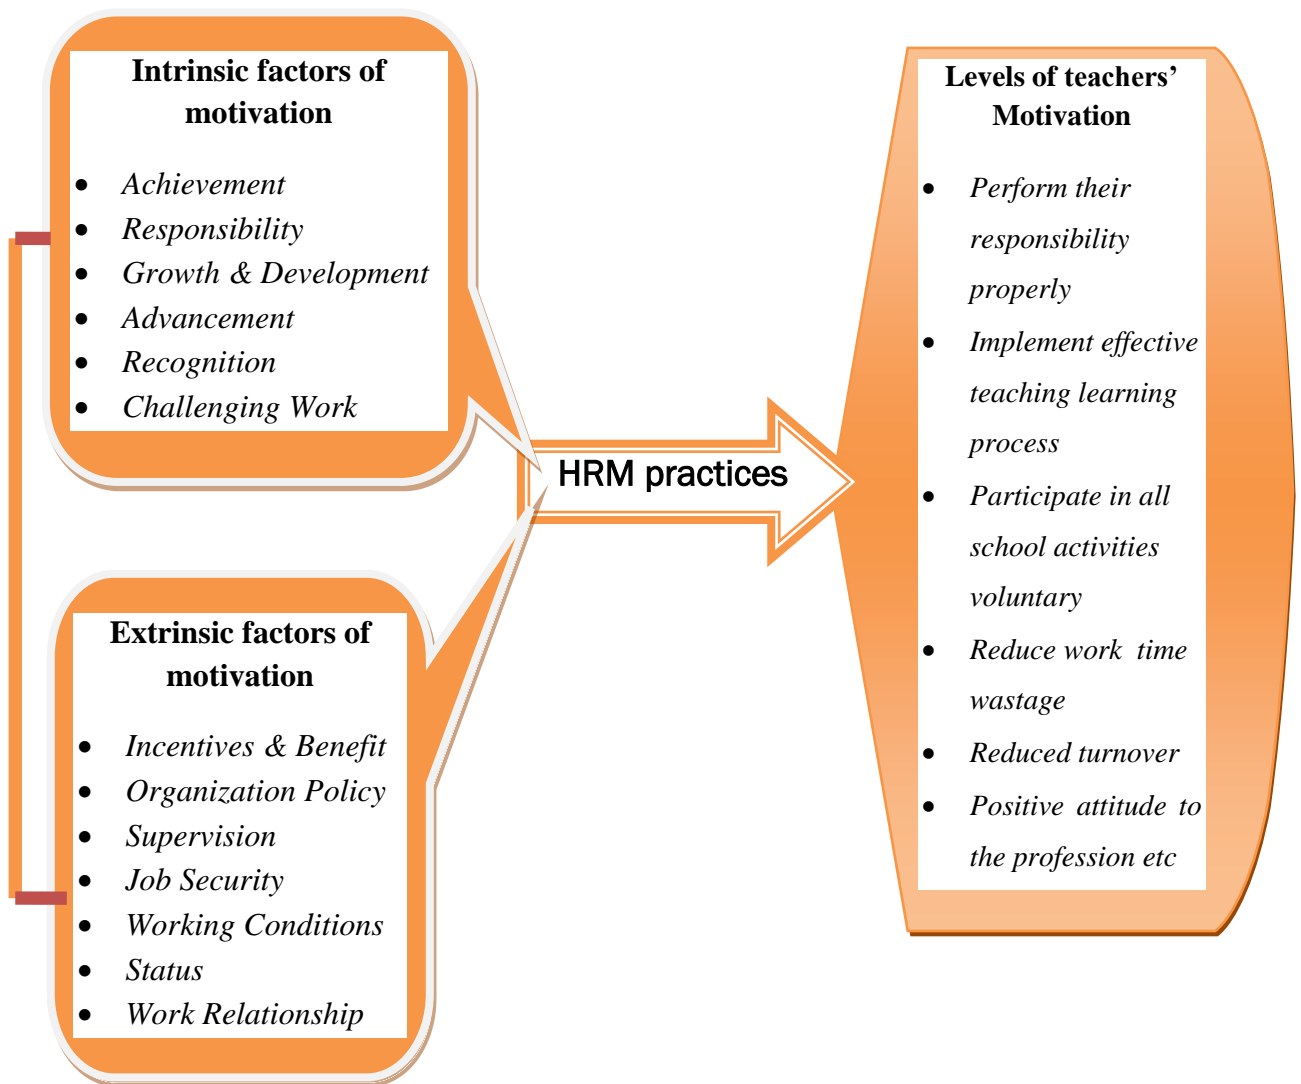 Intrinsic factors of
motivation
• Achievement
• Responsibility
• Growth & Development
• Advancement
• Recognition
• Challenging Work
Extrinsic factors of
motivation
• Incentives & Benefit
• Organization Policy
• Supervision
• Job Security
• Working Conditions
• Status
• Work Relationship
HRM practices
Levels of teachers’
Motivation
• Perform their
responsibility
properly
• Implement effective
teaching learning
process
• Participate in all
school activities
voluntary
• Reduce work time
wastage
• Reduced turnover
• Positive attitude to
the profession etc